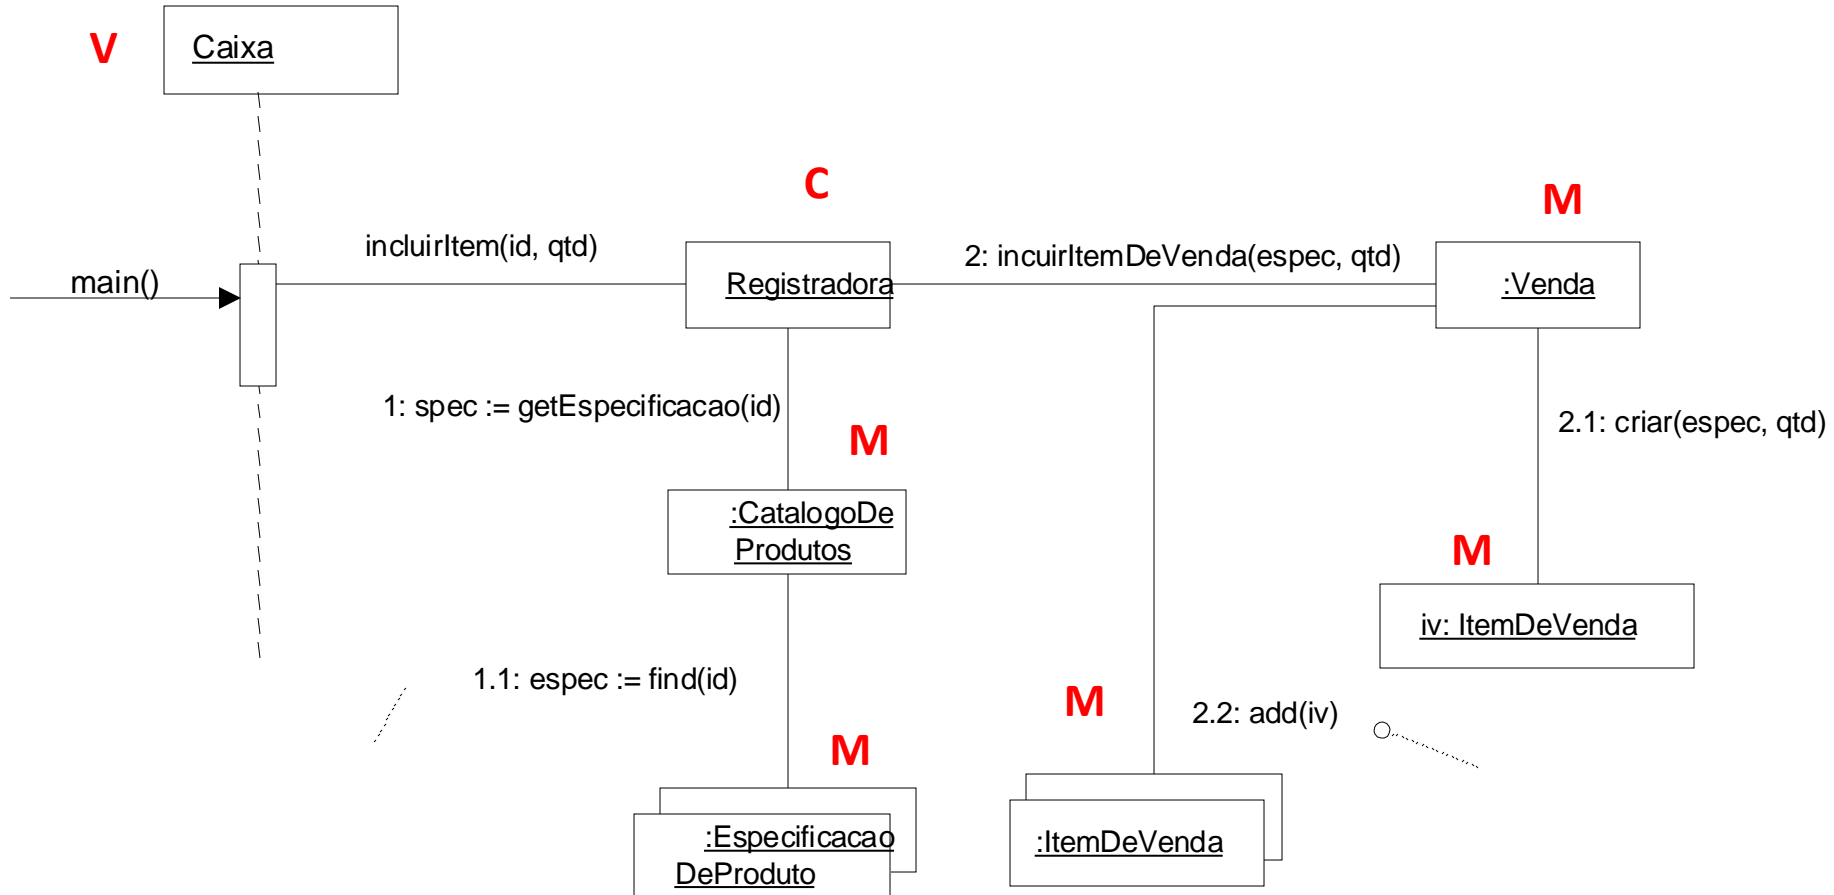 V
Caixa
C
M
incluirItem(id, qtd)
2: incuirItemDeVenda(espec, qtd)
main()
Registradora
:Venda
1: spec := getEspecificacao(id)
M
2.1: criar(espec, qtd)
:CatalogoDe
Produtos
M
iv: ItemDeVenda
1.1: espec := find(id)
M
2.2: add(iv)
M
:Especificacao
DeProduto
:ItemDeVenda